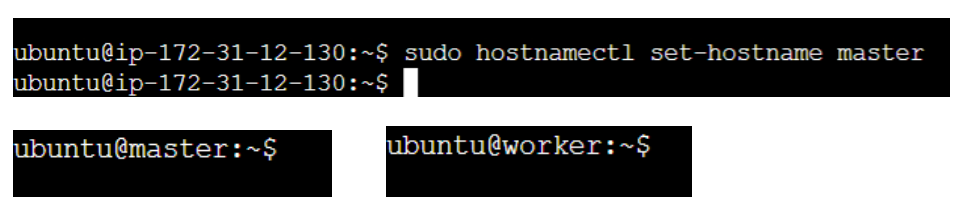 ubuntu@ip-172-31-12-130:~$ sudo hostnamectl set-hostname master
ubuntu@ip-172-31-12-130:~$
ubuntu@master:~$
ubuntu@worker:~$